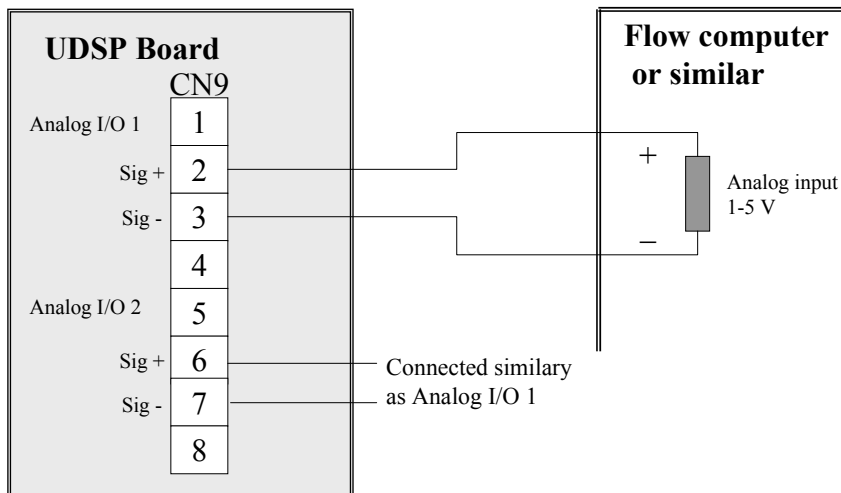 UDSP Board
CN9
Analog I/O 1
1
Sig +
2
Sig -
3
4
Analog I/O 2
5
Sig +
6
Sig -
7
8
Connected similary
as Analog I/O 1
Flow computer
or similar
+
Analog input
1-5 V
−